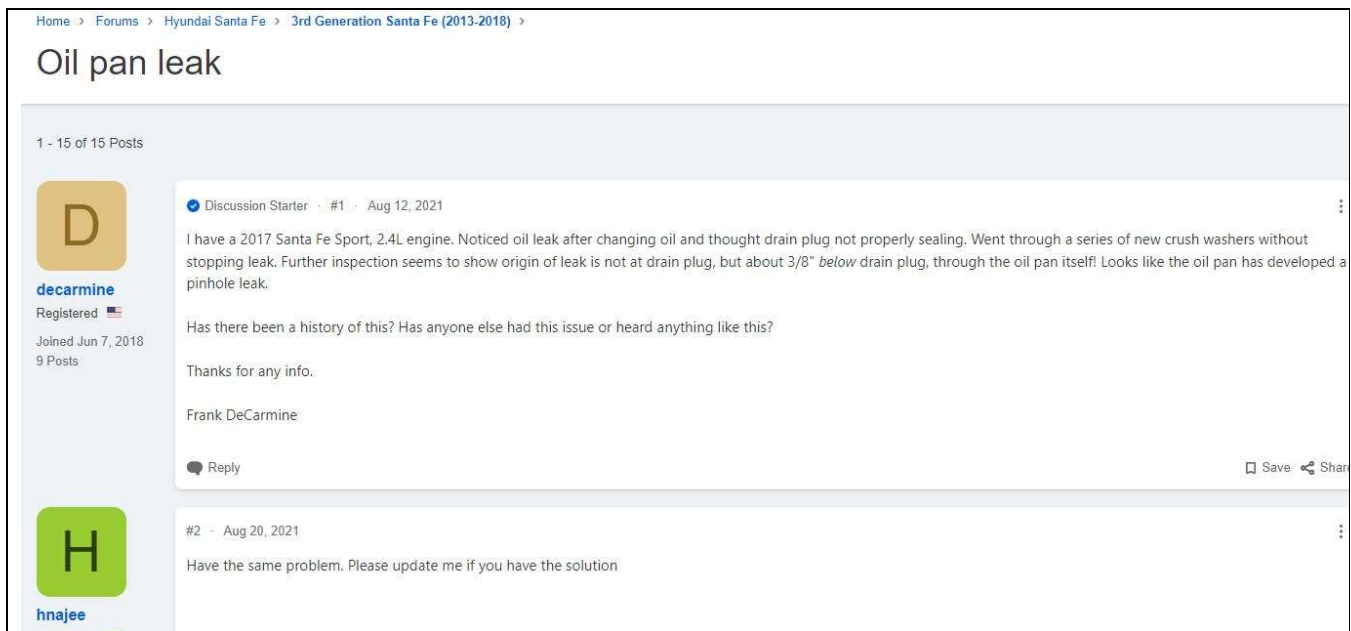 Home > Forums > Hyundai Santa Fe > 3rd Generation Santa Fe (2013-2018) >
Oil pan leak
1 - 15 of 15 Posts
D
decarmine
Registered
Joined Jun 7, 2018
9 Posts
Discussion Starter · #1 · Aug 12, 2021
I have a 2017 Santa Fe Sport, 2.4L engine. Noticed oil leak after changing oil and thought drain plug not properly sealing. Went through a series of new crush washers without
stopping leak. Further inspection seems to show origin of leak is not at drain plug, but about 3/8" below drain plug, through the oil pan itself! Looks like the oil pan has developed a
pinhole leak.
Has there been a history of this? Has anyone else had this issue or heard anything like this?
Thanks for any info.
Frank DeCarmine
Reply
Save Share
H
hnajee
#2 · Aug 20, 2021
Have the same problem. Please update me if you have the solution